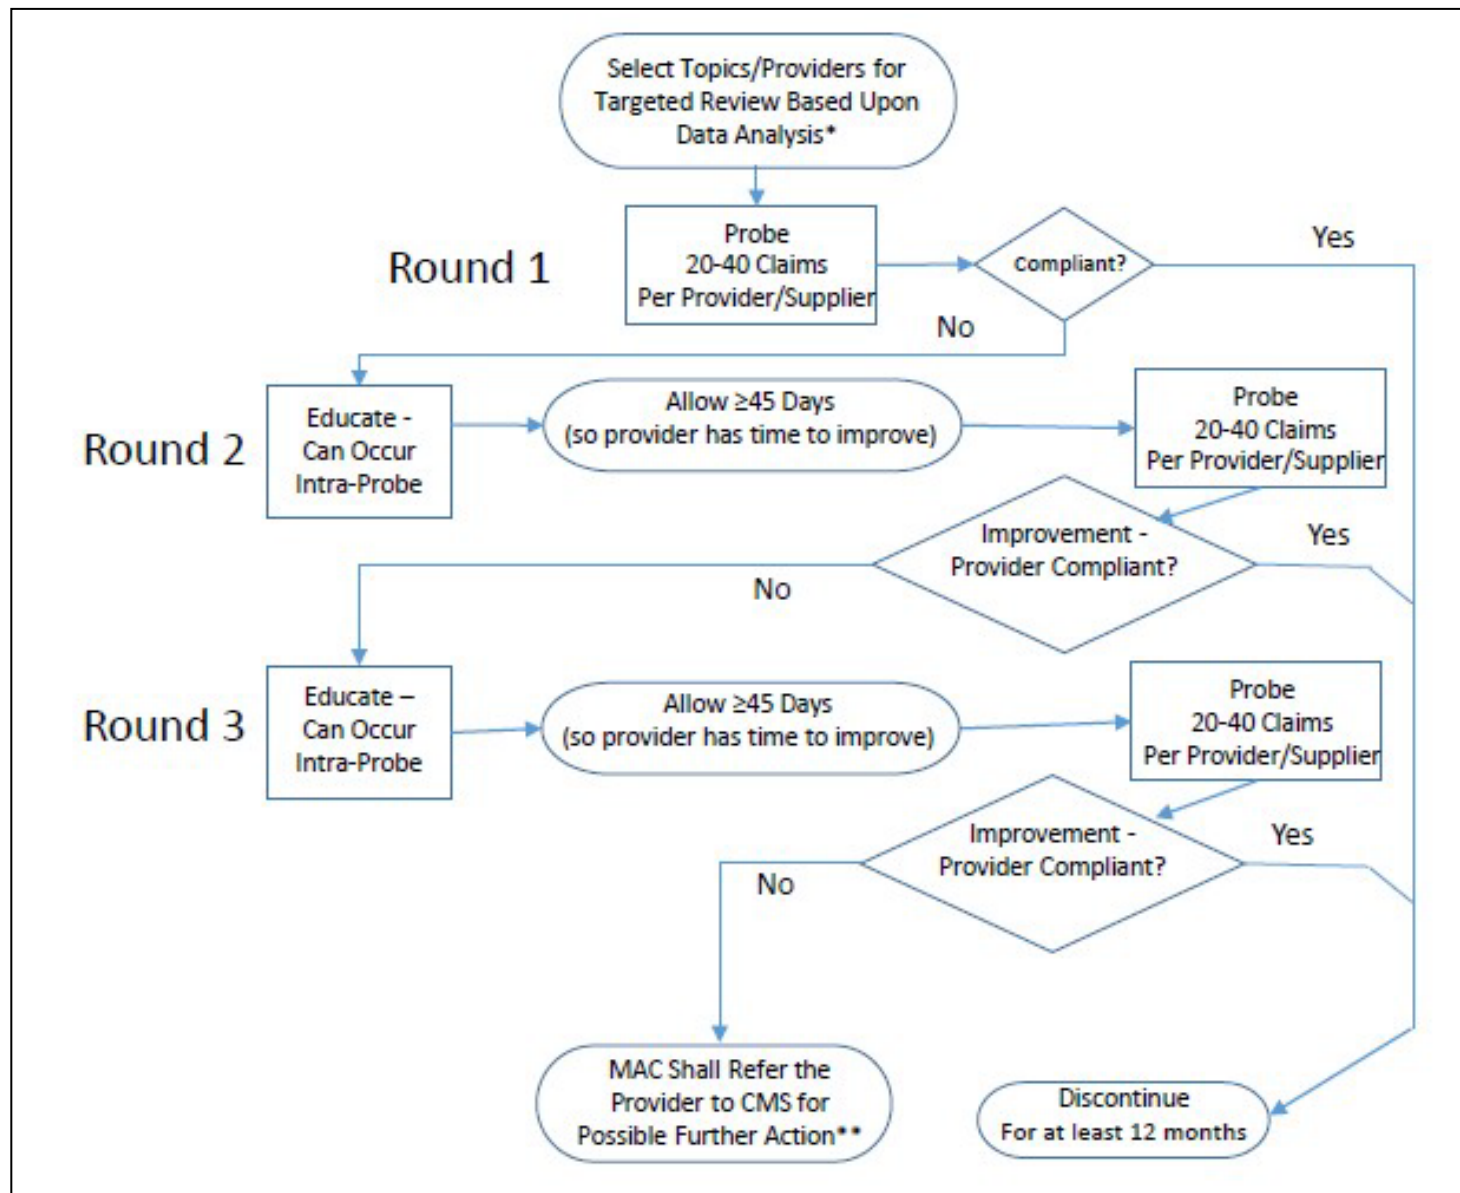 Select Topics/Providers for
Targeted Review Based Upon
Data Analysis*
Round 1
Probe
20-40 Claims
Per Provider/Supplier
Compliant?
Yes
No
Round 2
Educate -
Can Occur
Intra-Probe
Allow ≥45 Days
(so provider has time to improve)
Probe
20-40 Claims
Per Provider/Supplier
Improvement -
Provider Compliant?
Yes
No
Round 3
Educate –
Can Occur
Intra-Probe
Allow ≥45 Days
(so provider has time to improve)
Probe
20-40 Claims
Per Provider/Supplier
Improvement -
Provider Compliant?
Yes
No
MAC Shall Refer the
Provider to CMS for
Possible Further Action**
Discontinue
For at least 12 months